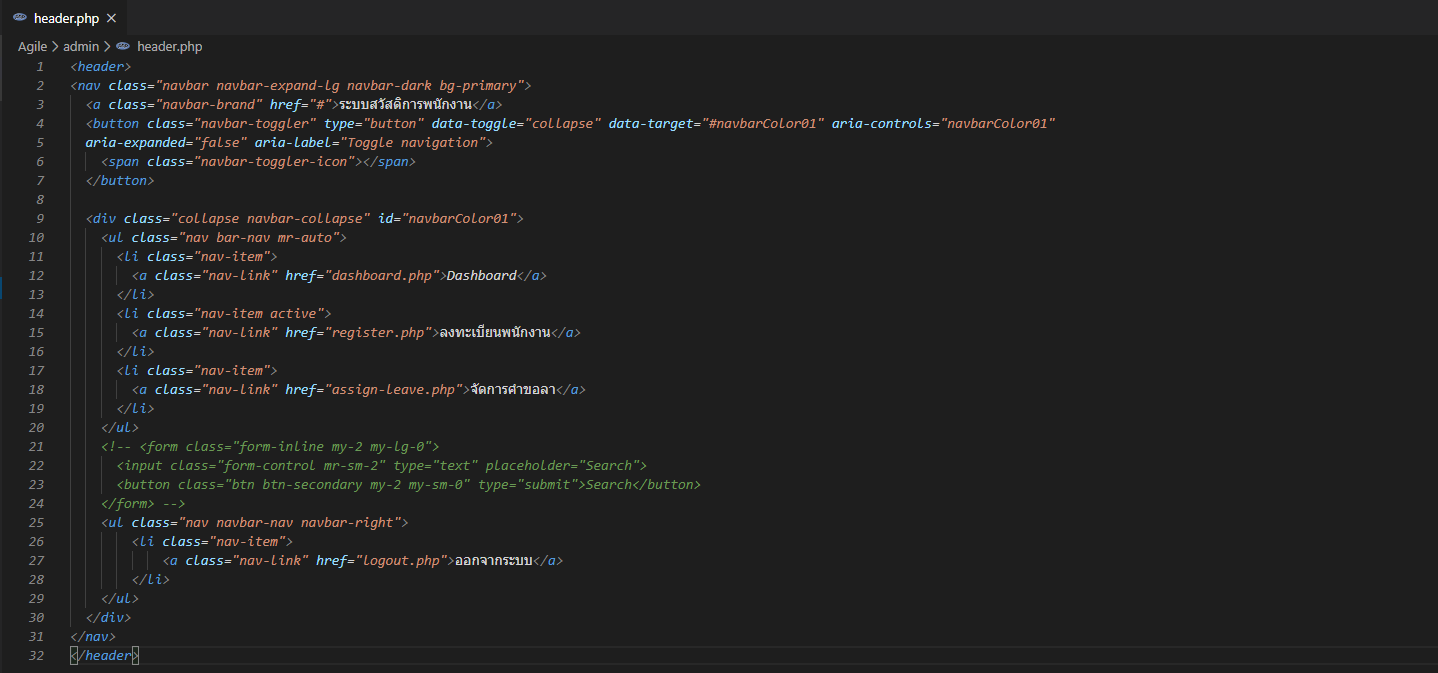 header.php
Agile > admin > header.php
1 <header>
2 <nav class="navbar navbar-expand-lg navbar-dark bg-primary">
3 <a class="navbar-brand" href="#">ระบบสวัสดิการพนักงาน</a>
4 <button class="navbar-toggler" type="button" data-toggle="collapse" data-target="#navbarColor01" aria-controls="navbarColor01"
5 aria-expanded="false" aria-label="Toggle navigation">
6 <span class="navbar-toggler-icon"></span>
7 </button>
8
9 <div class="collapse navbar-collapse" id="navbarColor01">
10 <ul class="nav bar-nav mr-auto">
11 <li class="nav-item">
12 <a class="nav-link" href="dashboard.php">Dashboard</a>
13 </li>
14 <li class="nav-item active">
15 <a class="nav-link" href="register.php">ลงทะเบียนพนักงาน</a>
16 </li>
17 <li class="nav-item">
18 <a class="nav-link" href="assign-leave.php">จัดการคำขอลา</a>
19 </li>
20 </ul>
21 <!-- <form class="form-inline my-2 my-lg-0">
22 <input class="form-control mr-sm-2" type="text" placeholder="Search">
23 <button class="btn btn-secondary my-2 my-sm-0" type="submit">Search</button>
24 </form> -->
25 <ul class="nav navbar-nav navbar-right">
26 <li class="nav-item">
27 <a class="nav-link" href="logout.php">ออกจากระบบ</a>
28 </li>
29 </ul>
30 </div>
31 </nav>
32 </header>